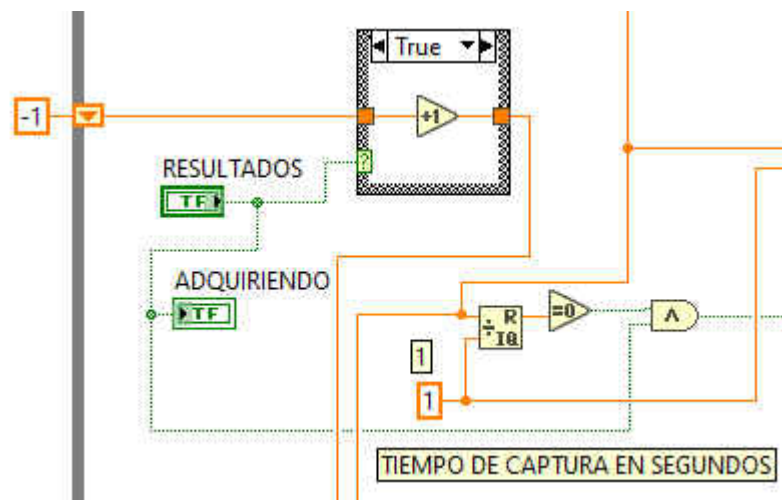 True
-1
+1
?
RESULTADOS
TF
ADQUIRIENDO
TF
R
=0
÷
IQ
∧
1
1
TIEMPO DE CAPTURA EN SEGUNDOS